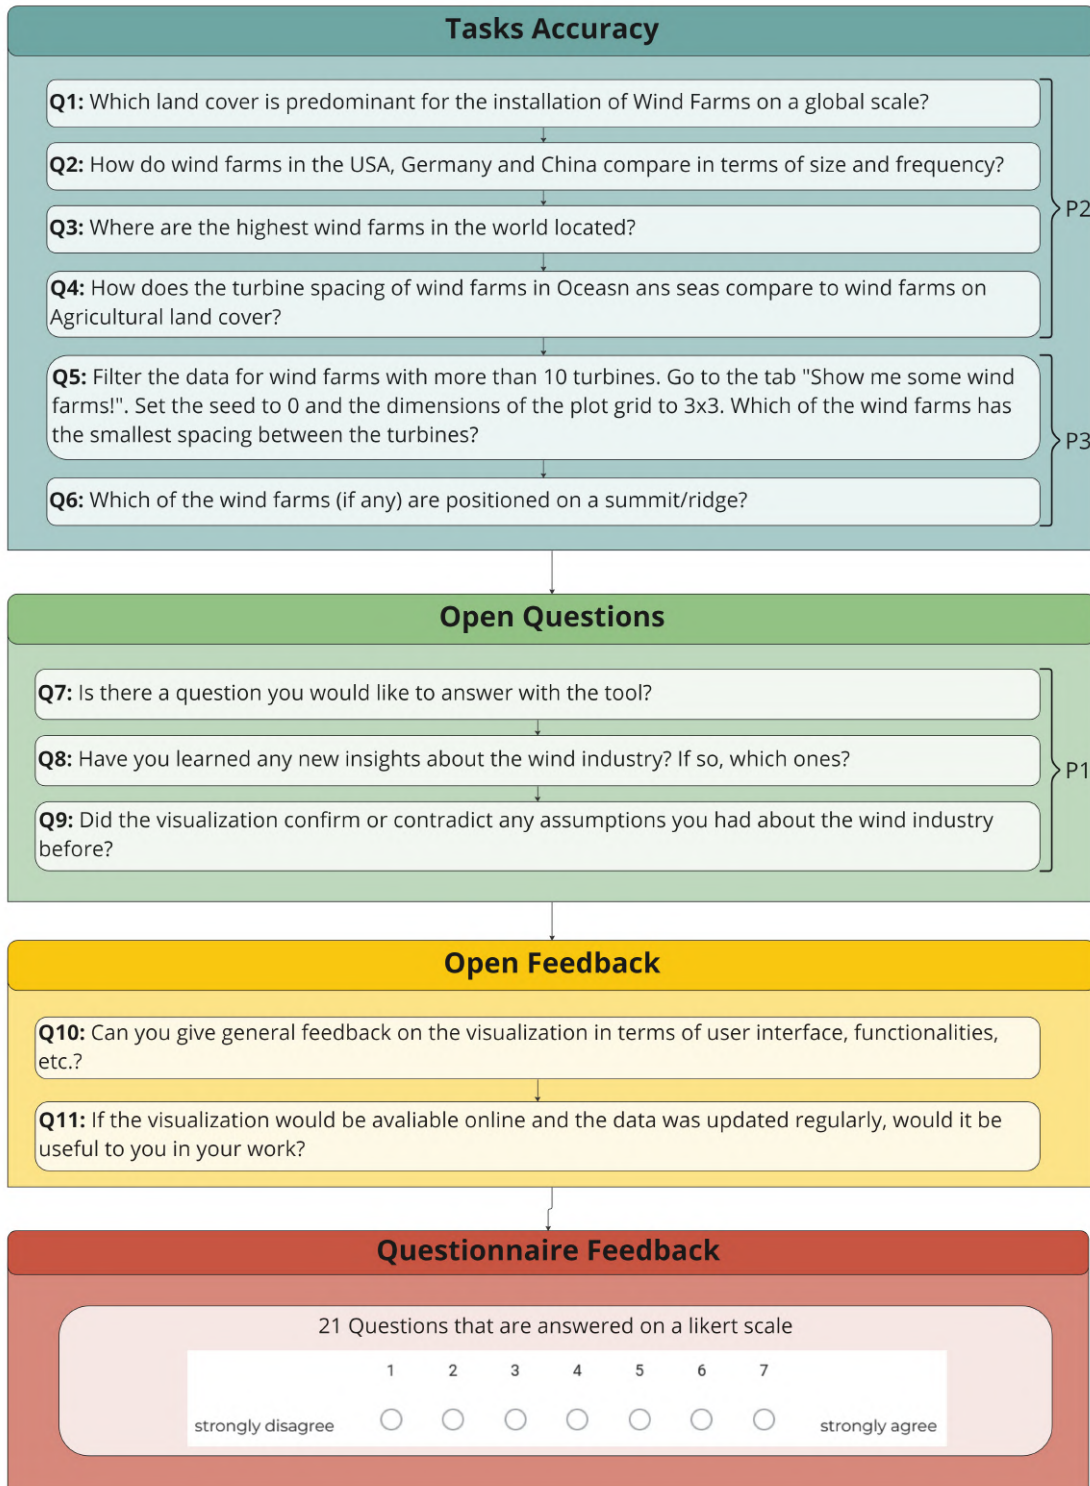 Tasks Accuracy
Q1: Which land cover is predominant for the installation of Wind Farms on a global scale?
Q2: How do wind farms in the USA, Germany and China compare in terms of size and frequency?
P2
Q3: Where are the highest wind farms in the world located?
Q4: How does the turbine spacing of wind farms in Oceasn ans seas compare to wind farms on
Agricultural land cover?
Q5: Filter the data for wind farms with more than 10 turbines. Go to the tab "Show me some wind
farms!". Set the seed to 0 and the dimensions of the plot grid to 3x3. Which of the wind farms has
the smallest spacing between the turbines?
P3
Q6: Which of the wind farms (if any) are positioned on a summit/ridge?
Open Questions
Q7: Is there a question you would like to answer with the tool?
Q8: Have you learned any new insights about the wind industry? If so, which ones?
P1
Q9: Did the visualization confirm or contradict any assumptions you had about the wind industry
before?
Open Feedback
Q10: Can you give general feedback on the visualization in terms of user interface, functionalities,
etc.?
Q11: If the visualization would be avaliable online and the data was updated regularly, would it be
useful to you in your work?
Questionnaire Feedback
21 Questions that are answered on a likert scale
1 2 3 4 5 6 7
strongly disagree strongly agree